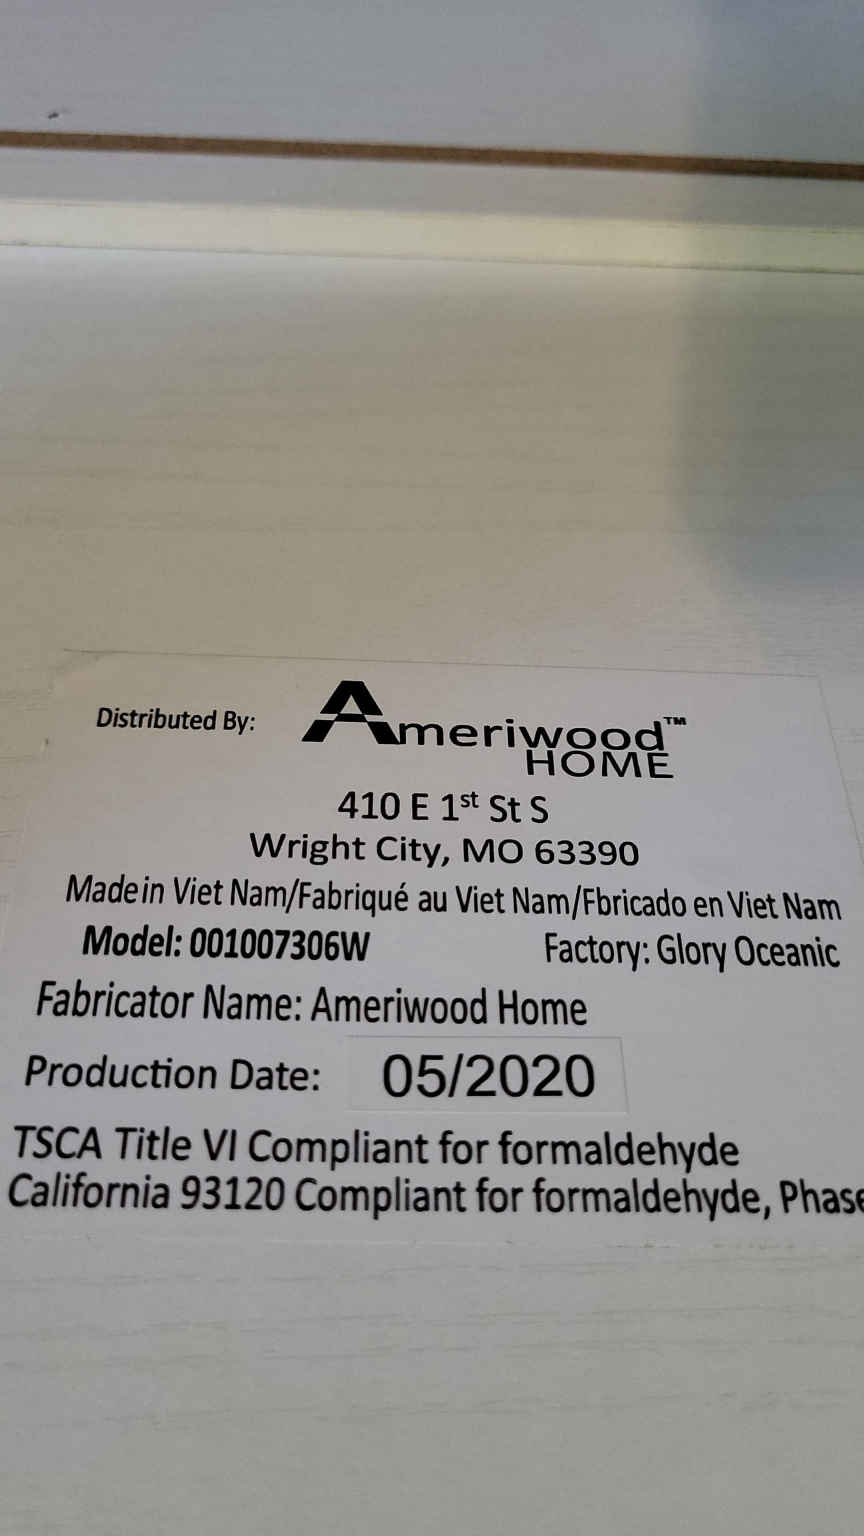 Distributed By: Ameriwood™
HOME
410 E 1st St S
Wright City, MO 63390
Made in Viet Nam/Fabriqué au Viet Nam/Fbricado en Viet Nam
Model: 001007306W Factory: Glory Oceanic
Fabricator Name: Ameriwood Home
Production Date: 05/2020
TSCA Title VI Compliant for formaldehyde
California 93120 Compliant for formaldehyde, Phase